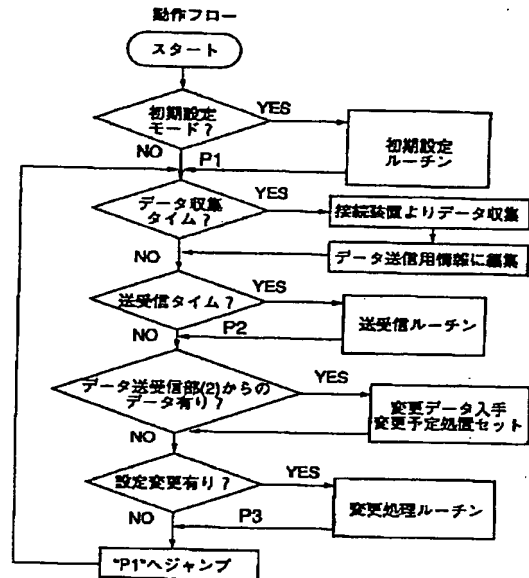 動作フロー
スタート
初期設定
モード?
YES
NO
P1
初期設定
ルーチン
データ収集
タイム?
YES
NO
接続装置よりデータ収集
データ送信用情報に編集
送受信タイム?
YES
NO
P2
送受信ルーチン
データ送受信部(2)からの
データ有り?
YES
NO
変更データ入手
変更予定処置セット
設定変更有り?
YES
NO
P3
変更処理ルーチン
"P1"へジャンプ